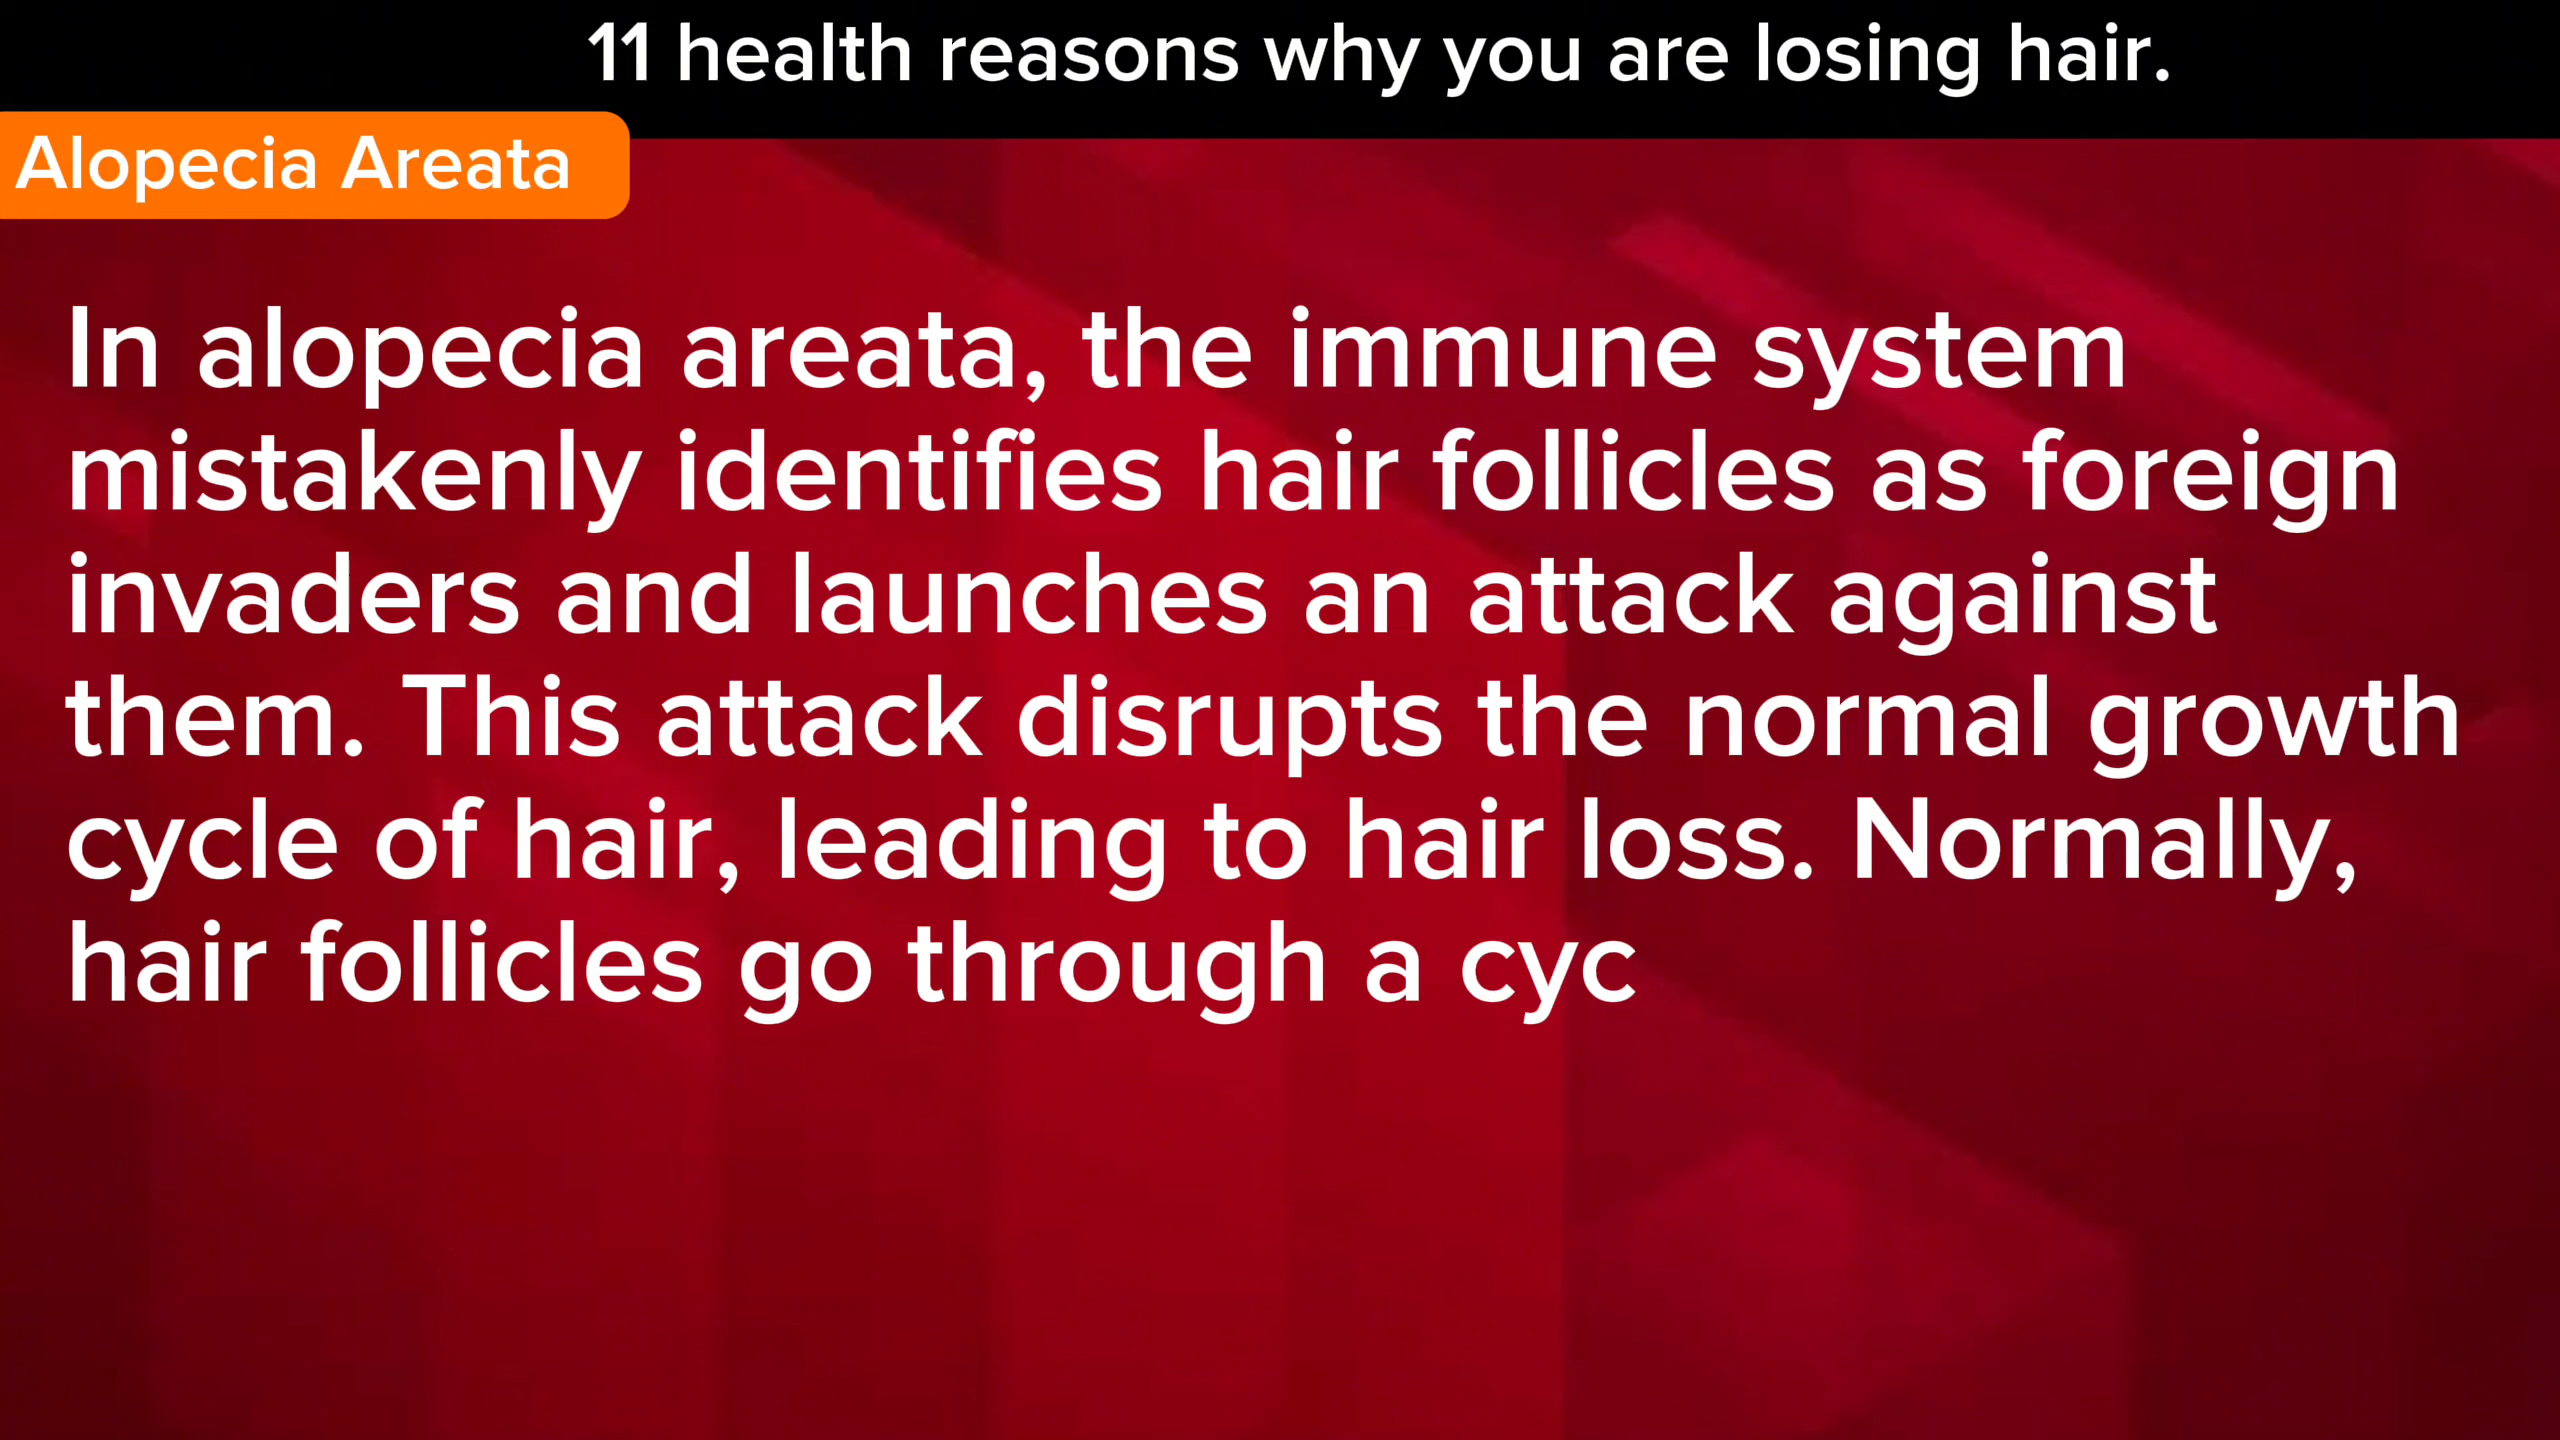 11 health reasons why you are losing hair.
Alopecia Areata
In alopecia areata, the immune system
mistakenly identifies hair follicles as foreign
invaders and launches an attack against
them. This attack disrupts the normal growth
cycle of hair, leading to hair loss. Normally,
hair follicles go through a cyc